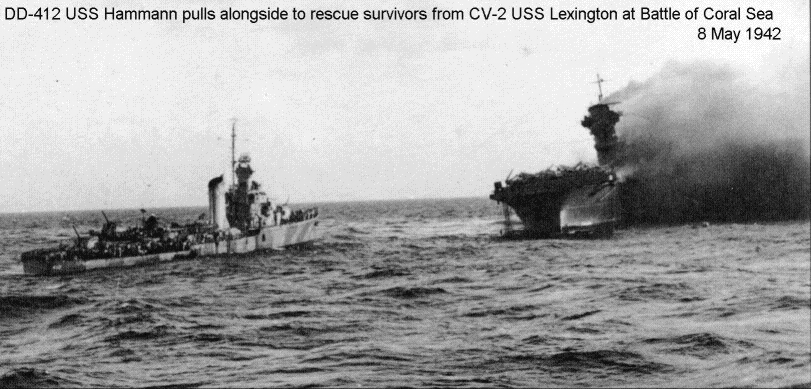 DD-412 USS Hammann pulls alongside to rescue survivors from CV-2 USS Lexington at Battle of Coral Sea
8 May 1942